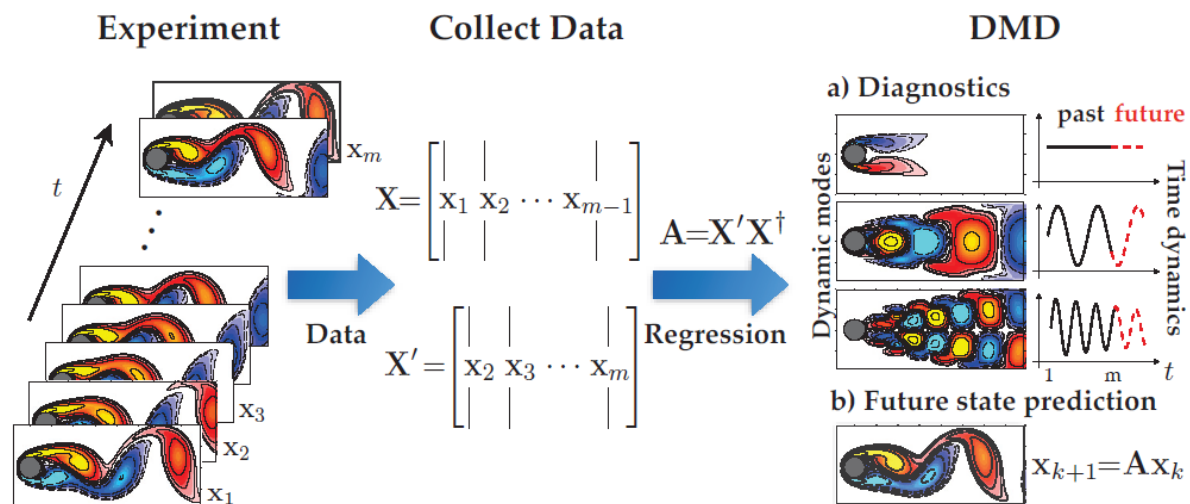 Experiment
Collect Data
DMD
t
x_m
⋮
x_3
x_2
x_1
Data
X=[x_1 x_2 ⋯ x_{m−1}]
X′=[x_2 x_3 ⋯ x_m]
A=X′X†
Regression
a) Diagnostics
past future
Dynamic modes
Time dynamics
1 m t
b) Future state prediction
x_{k+1}=Ax_k